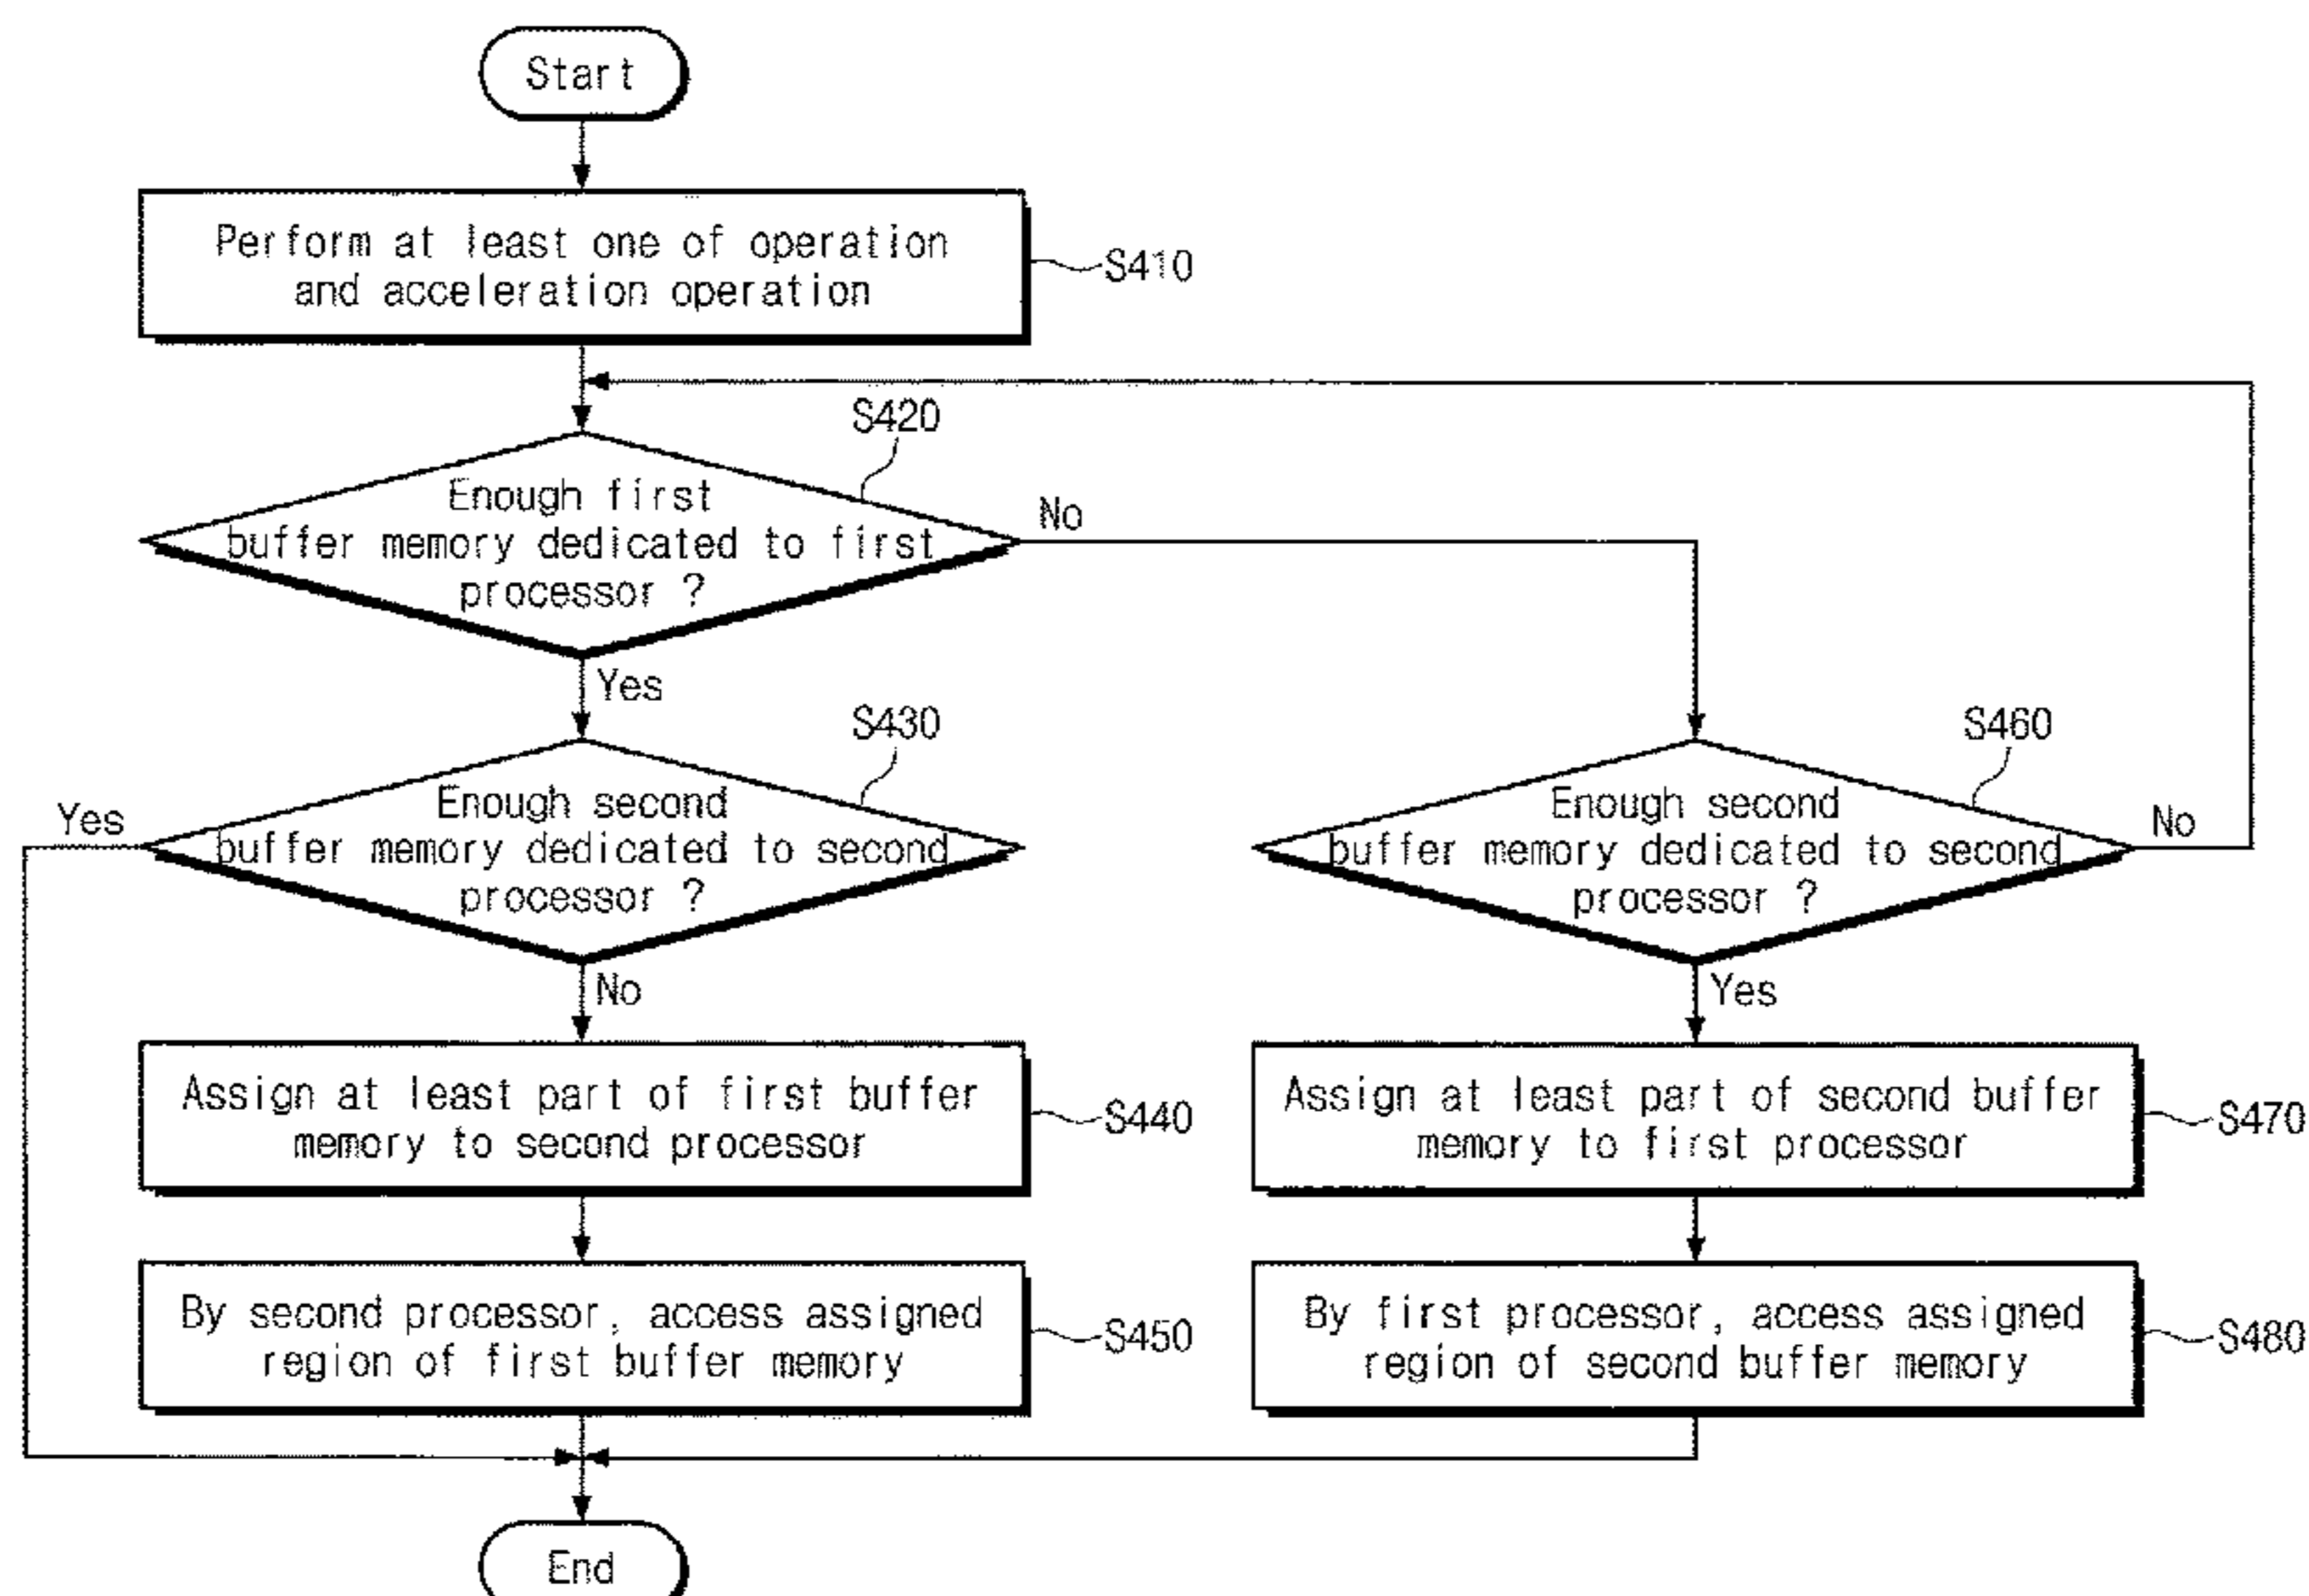 Start
Perform at least one of operation
and acceleration operation
S410
S420
Enough first
buffer memory dedicated to first
processor ?
No
Yes
S430
Enough second
buffer memory dedicated to second
processor ?
Yes
No
S460
Enough second
buffer memory dedicated to second
processor ?
No
Yes
Assign at least part of first buffer
memory to second processor
S440
Assign at least part of second buffer
memory to first processor
S470
By second processor, access assigned
region of first buffer memory
S450
By first processor, access assigned
region of second buffer memory
S480
End